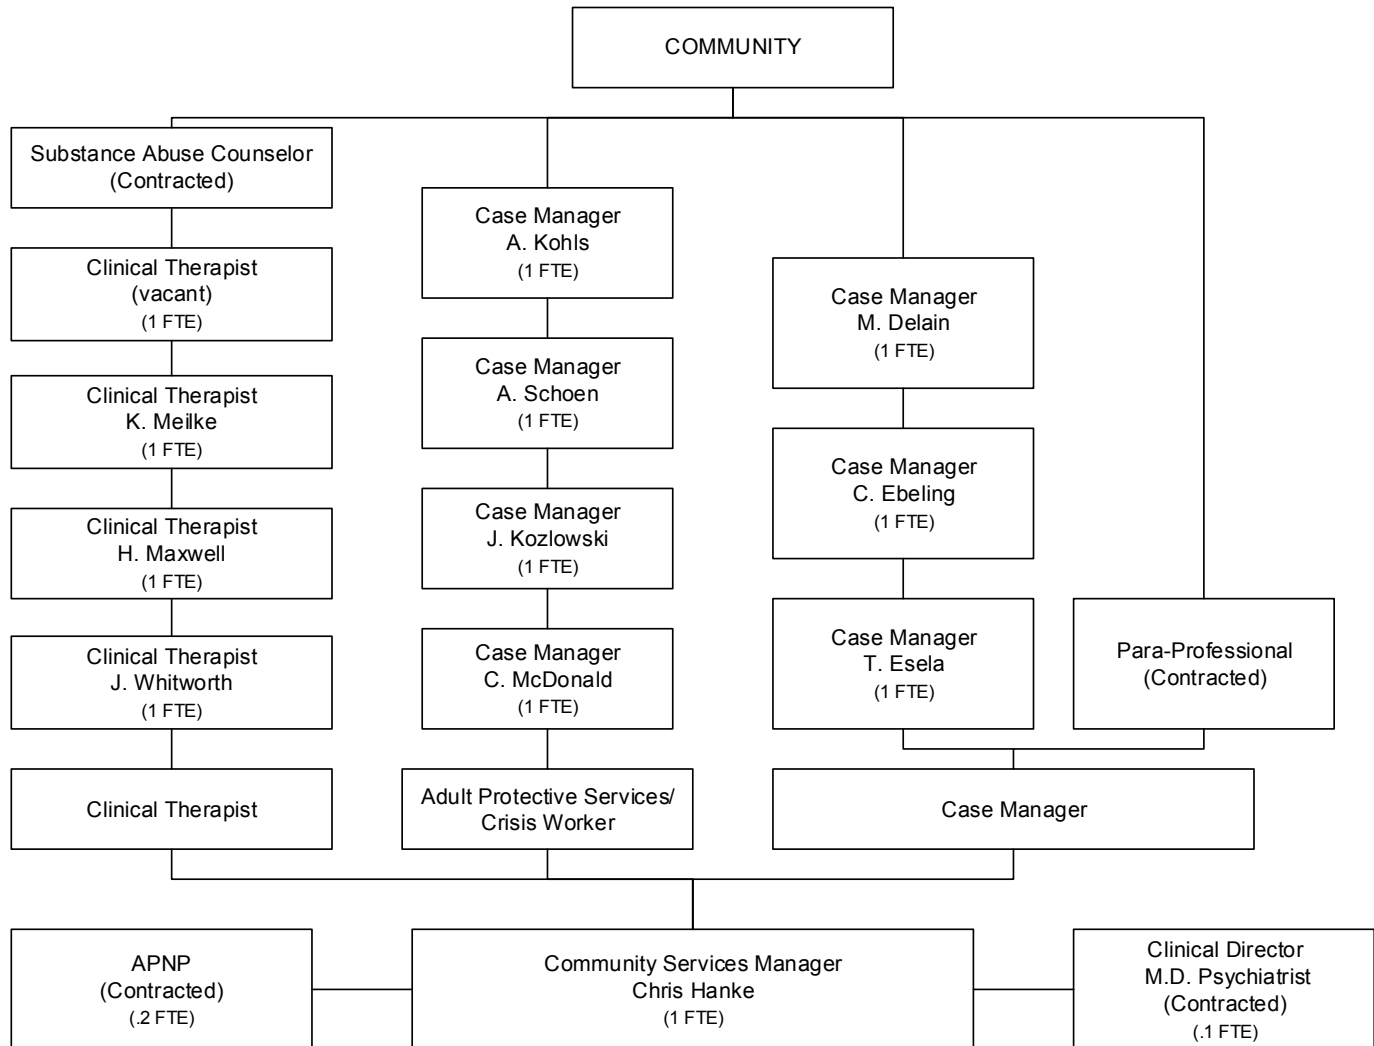 COMMUNITY
Substance Abuse Counselor
(Contracted)
Clinical Therapist
(vacant)
(1 FTE)
Clinical Therapist
K. Meilke
(1 FTE)
Clinical Therapist
H. Maxwell
(1 FTE)
Clinical Therapist
J. Whitworth
(1 FTE)
Clinical Therapist
Case Manager
A. Kohls
(1 FTE)
Case Manager
A. Schoen
(1 FTE)
Case Manager
J. Kozlowski
(1 FTE)
Case Manager
C. McDonald
(1 FTE)
Adult Protective Services/
Crisis Worker
Case Manager
M. Delain
(1 FTE)
Case Manager
C. Ebeling
(1 FTE)
Case Manager
T. Esela
(1 FTE)
Para-Professional
(Contracted)
Case Manager
APNP
(Contracted)
(.2 FTE)
Community Services Manager
Chris Hanke
(1 FTE)
Clinical Director
M.D. Psychiatrist
(Contracted)
(.1 FTE)